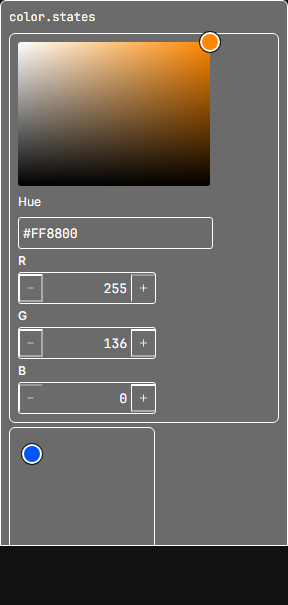 color.states
Hue
#FF8800
R
− 255 +
G
− 136 +
B
− 0 +